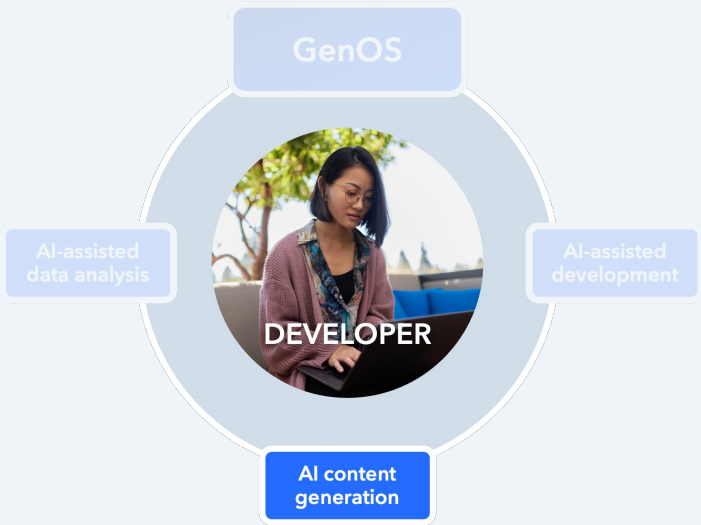 GenOS
AI-assisted
data analysis
AI-assisted
development
DEVELOPER
AI content
generation